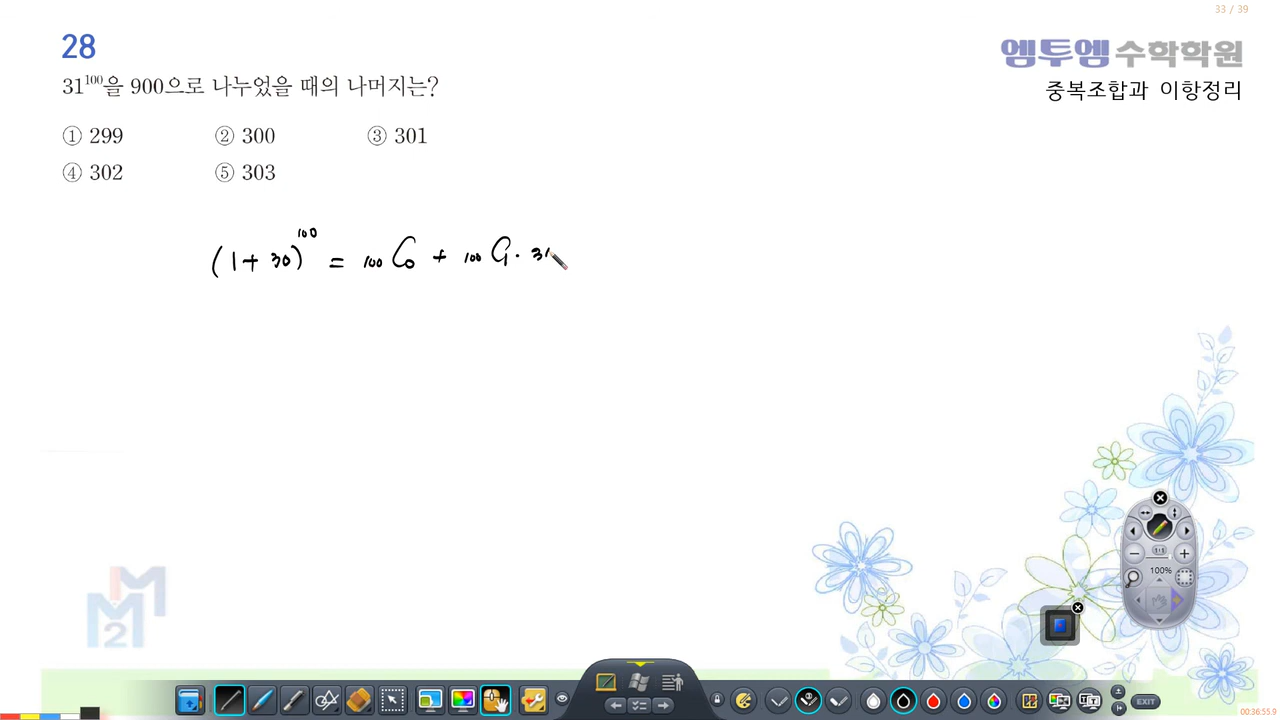 33 / 39
28
엠투엠수학학원
31¹⁰⁰을 900으로 나누었을 때의 나머지는?
중복조합과 이항정리
① 299 ② 300 ③ 301
④ 302 ⑤ 303
(1+30)¹⁰⁰ = ₁₀₀C₀ + ₁₀₀C₁·
1:1
100%
M
M2
EXIT
00:36:55.9